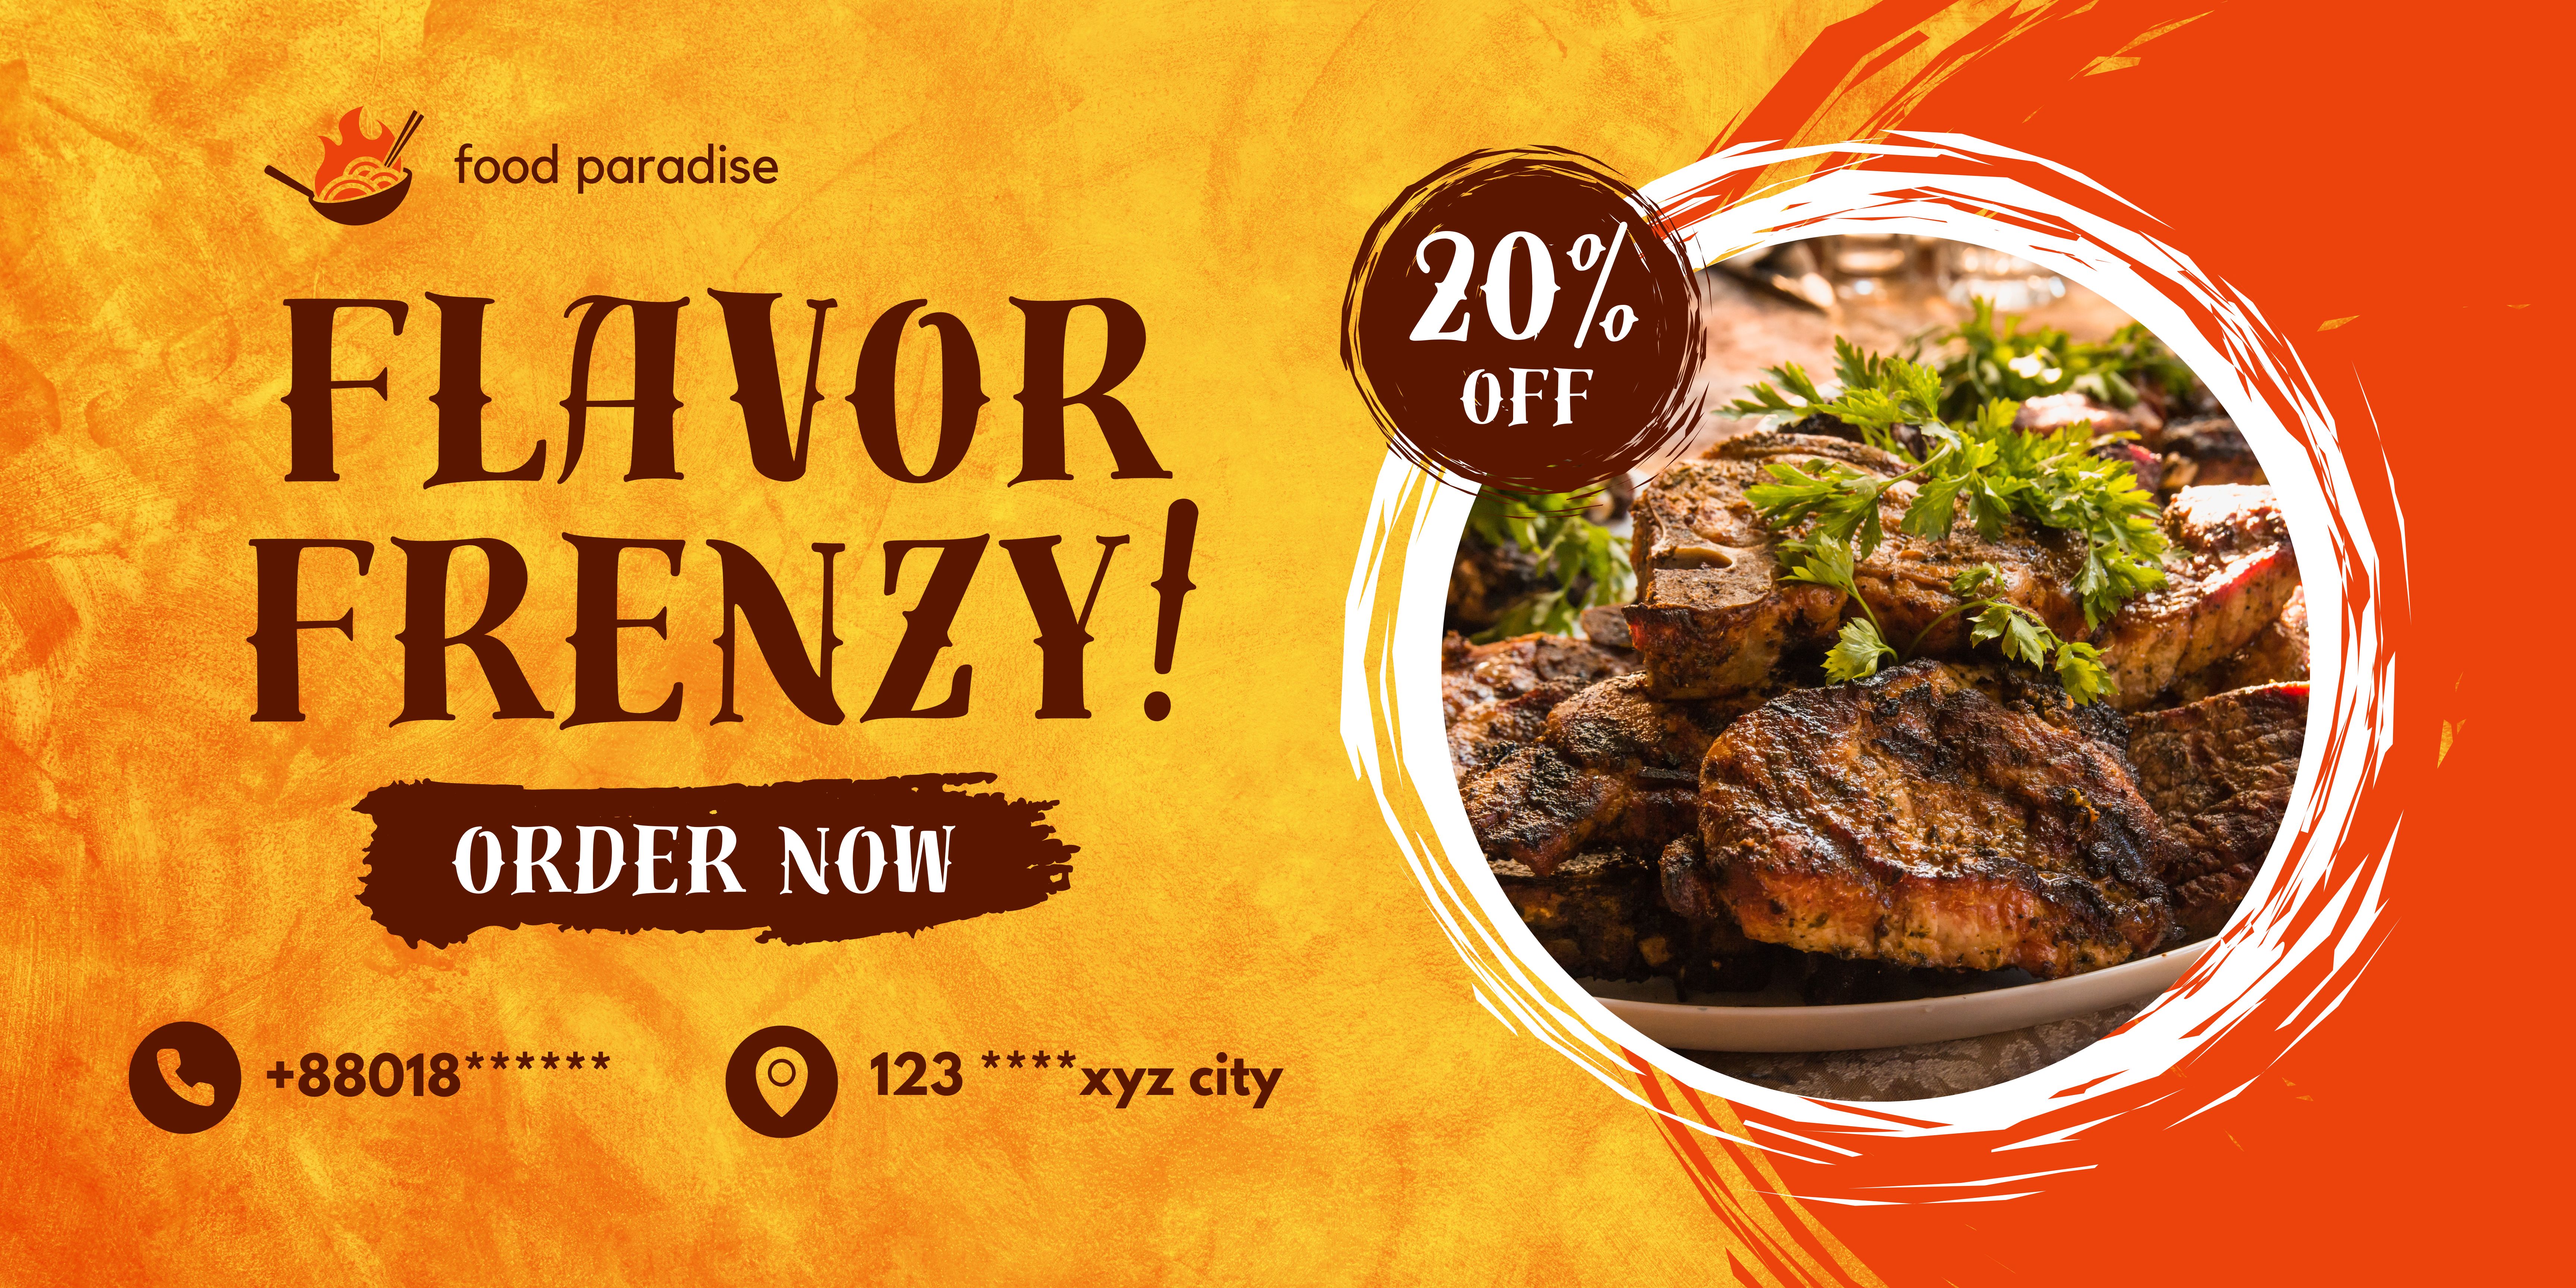 food paradise
FLAVOR
FRENZY!
ORDER NOW
+88018******
123 ****xyz city
20%
OFF